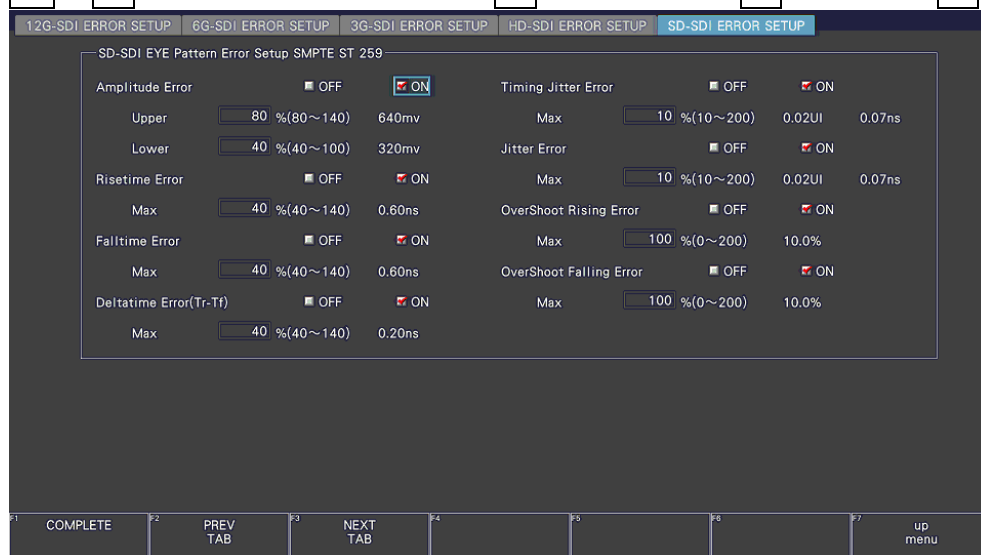 12G-SDI ERROR SETUP 6G-SDI ERROR SETUP 3G-SDI ERROR SETUP HD-SDI ERROR SETUP SD-SDI ERROR SETUP
SD-SDI EYE Pattern Error Setup SMPTE ST 259
Amplitude Error OFF ON
Upper 80 %(80～140) 640mv
Lower 40 %(40～100) 320mv
Risetime Error OFF ON
Max 40 %(40～140) 0.60ns
Falltime Error OFF ON
Max 40 %(40～140) 0.60ns
Deltatime Error(Tr-Tf) OFF ON
Max 40 %(40～140) 0.20ns
Timing Jitter Error OFF ON
Max 10 %(10～200) 0.02UI 0.07ns
Jitter Error OFF ON
Max 10 %(10～200) 0.02UI 0.07ns
OverShoot Rising Error OFF ON
Max 100 %(0～200) 10.0%
OverShoot Falling Error OFF ON
Max 100 %(0～200) 10.0%
F1 COMPLETE
F2 PREV
TAB
F3 NEXT
TAB
F4
F5
F6
F7 up
menu